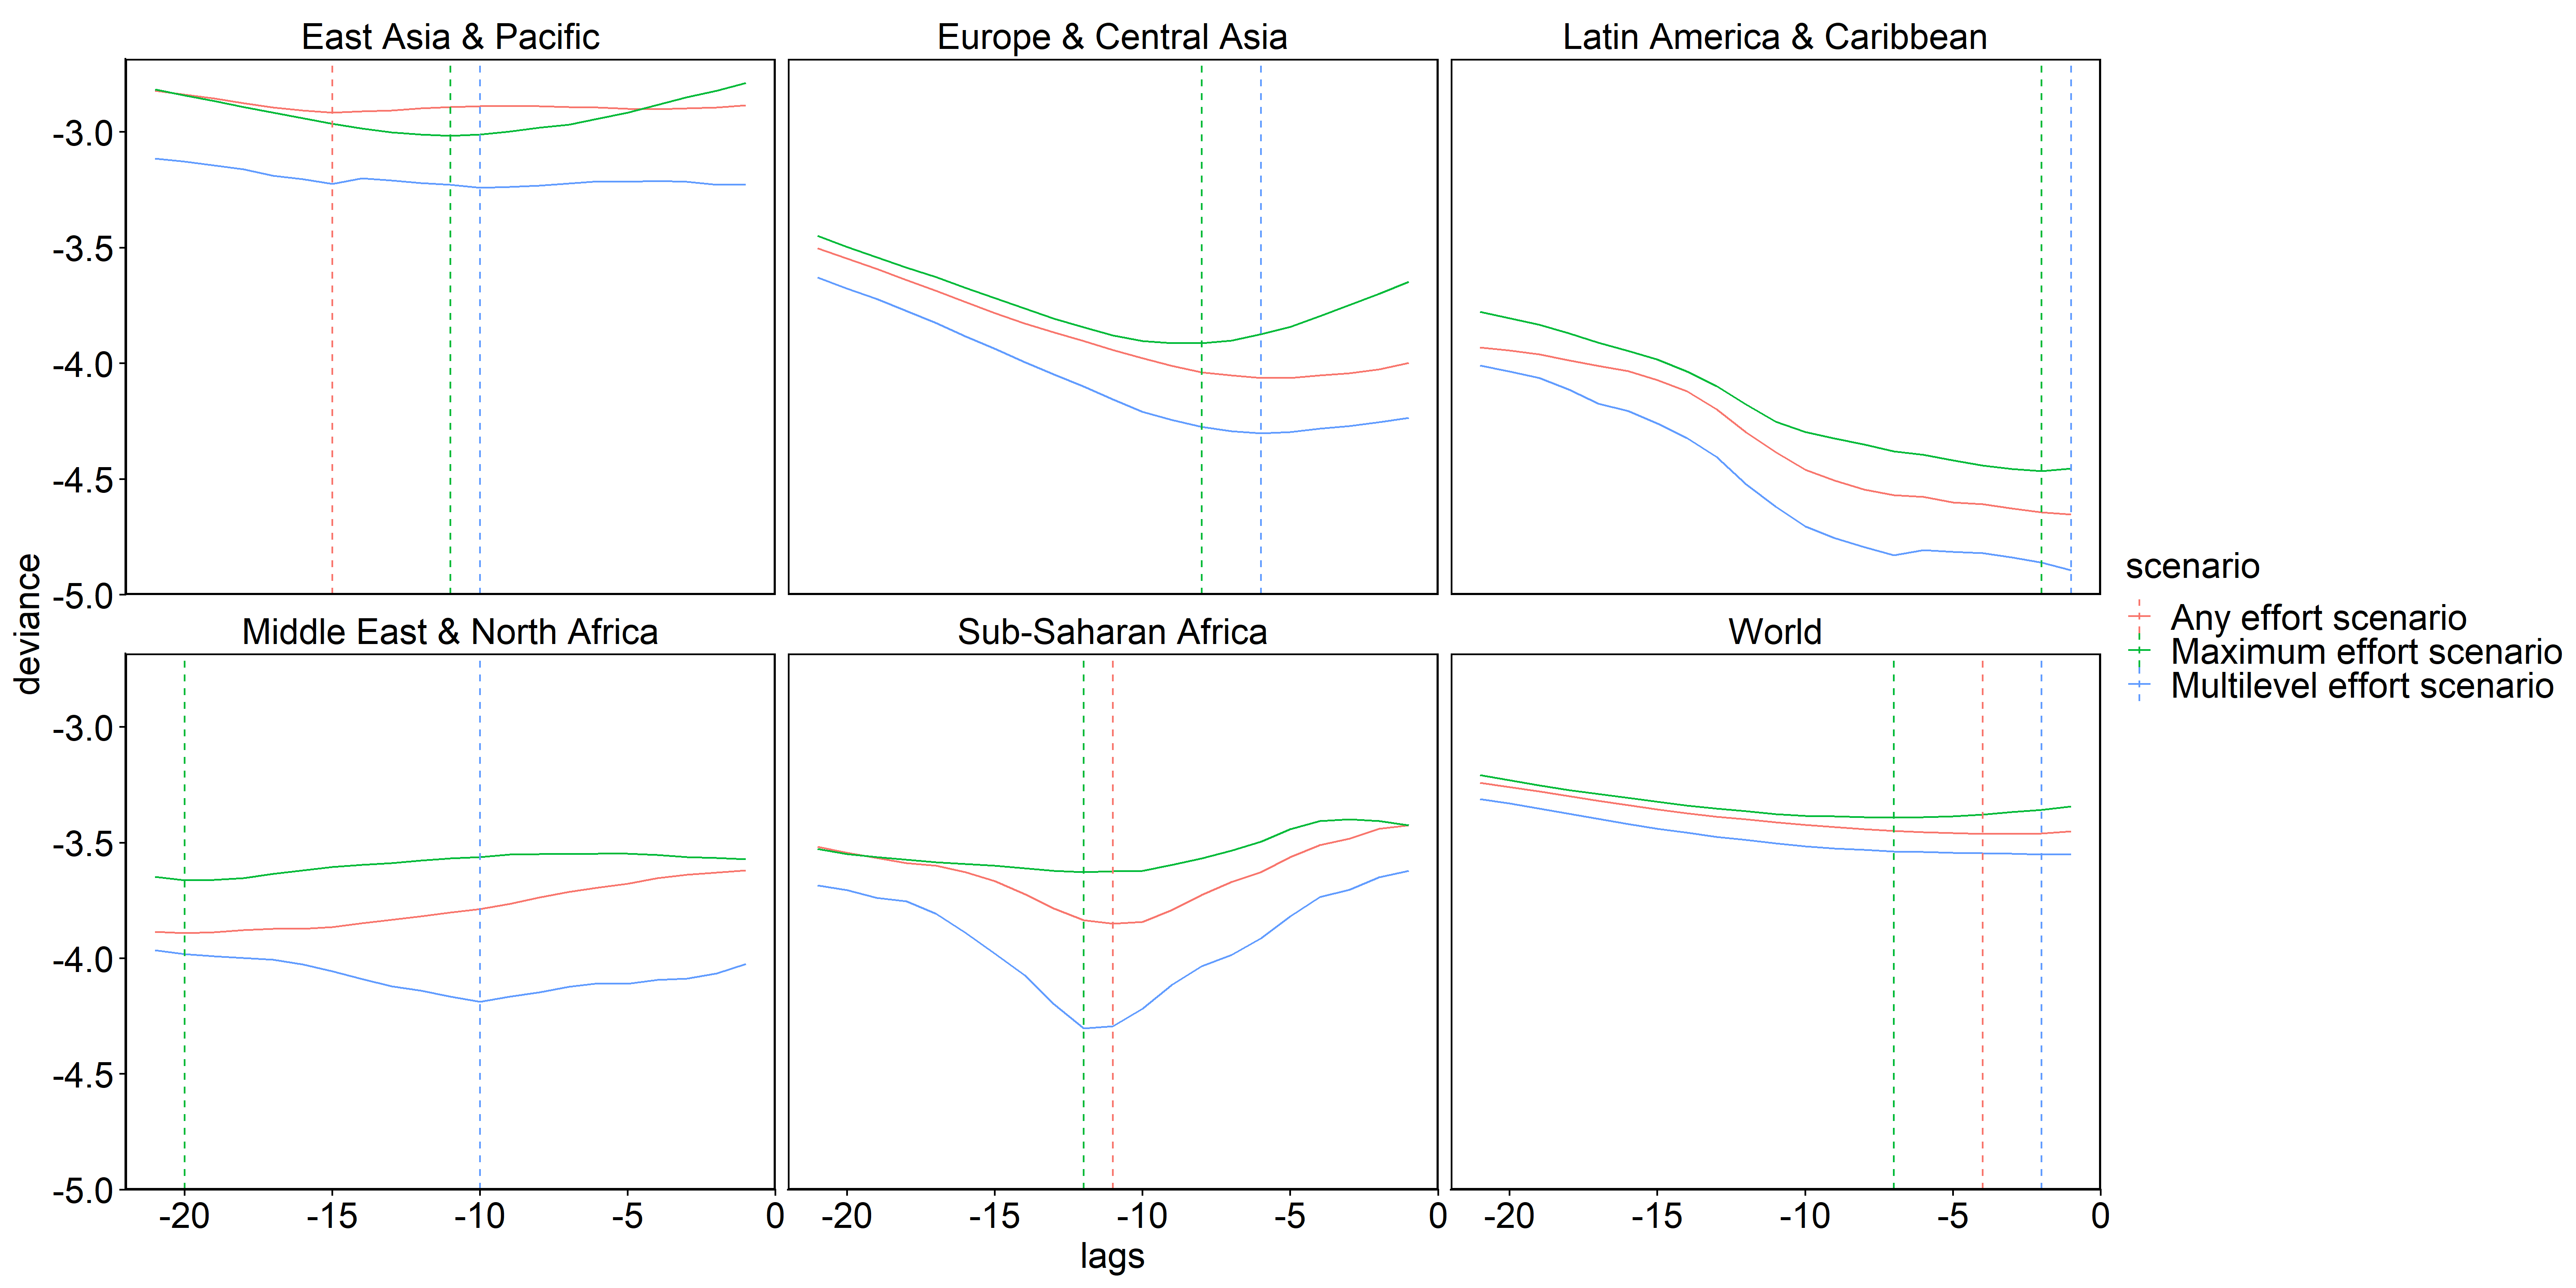 East Asia & Pacific
Europe & Central Asia
Latin America & Caribbean
-3.0
-3.5
-4.0
-4.5
-5.0
deviance
Middle East & North Africa
Sub-Saharan Africa
World
-3.0
-3.5
-4.0
-4.5
-5.0
-20 -15 -10 -5 0
-20 -15 -10 -5 0
-20 -15 -10 -5 0
lags
scenario
Any effort scenario
Maximum effort scenario
Multilevel effort scenario